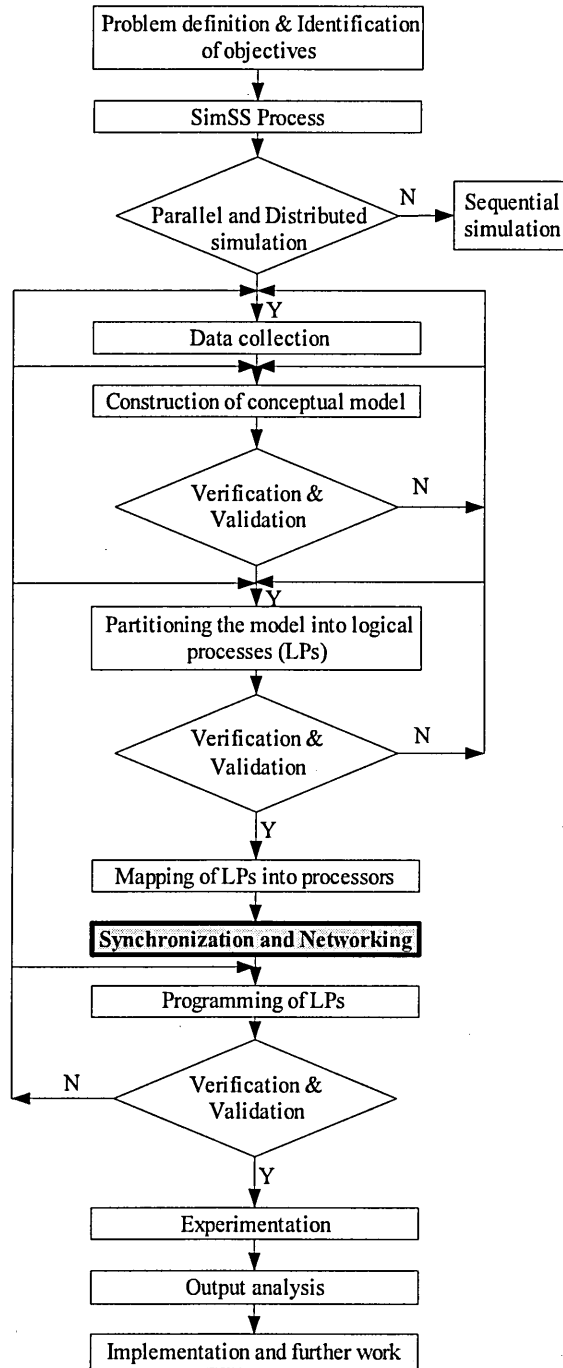 Problem definition & Identification
of objectives
SimSS Process
Parallel and Distributed
simulation
N
Sequential
simulation
Y
Data collection
Construction of conceptual model
Verification &
Validation
N
Y
Partitioning the model into logical
processes (LPs)
Verification &
Validation
N
Y
Mapping of LPs into processors
Synchronization and Networking
Programming of LPs
Verification &
Validation
N
Y
Experimentation
Output analysis
Implementation and further work